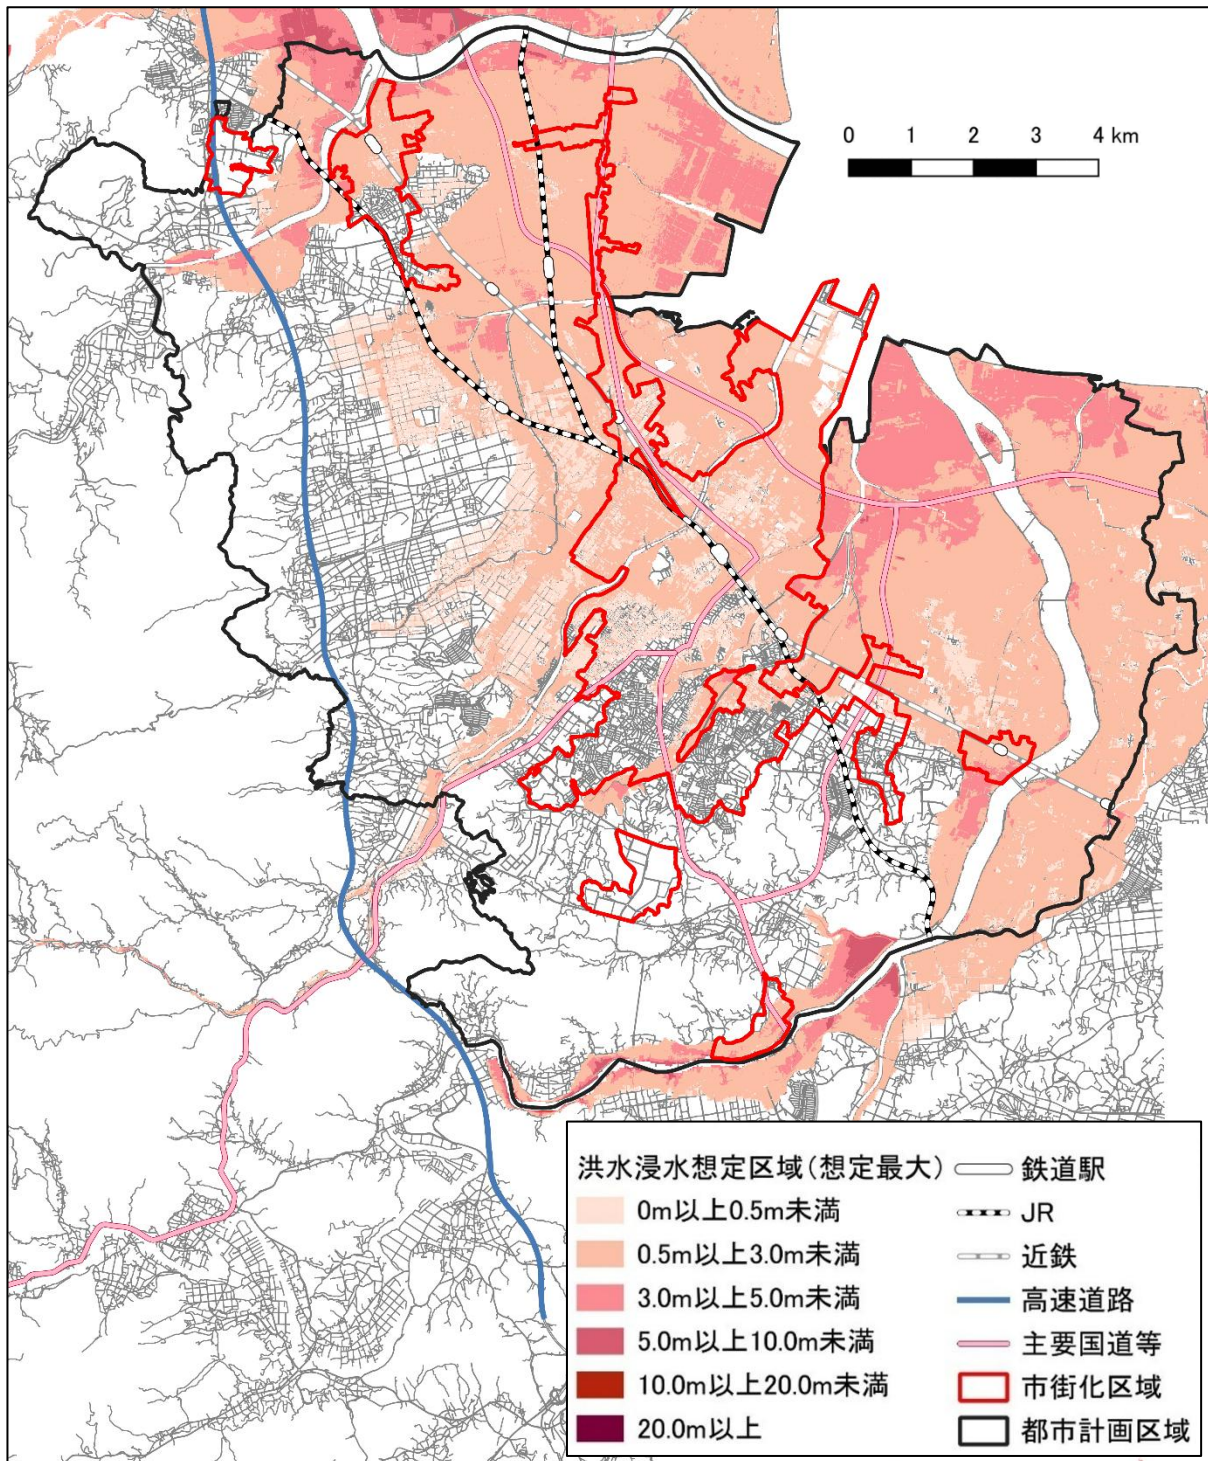 0 1 2 3 4 km
洪水浸水想定区域(想定最大)
0m以上0.5m未満
0.5m以上3.0m未満
3.0m以上5.0m未満
5.0m以上10.0m未満
10.0m以上20.0m未満
20.0m以上
鉄道駅
JR
近鉄
高速道路
主要国道等
市街化区域
都市計画区域